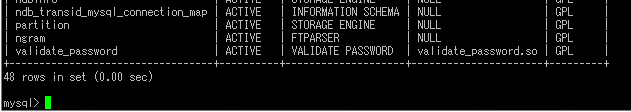 | ndb_transid_mysql_connection_map | ACTIVE | INFORMATION SCHEMA | NULL | GPL |
| partition | ACTIVE | STORAGE ENGINE | NULL | GPL |
| ngram | ACTIVE | FTPARSER | NULL | GPL |
| validate_password | ACTIVE | VALIDATE PASSWORD | validate_password.so | GPL |
48 rows in set (0.00 sec)
mysql>